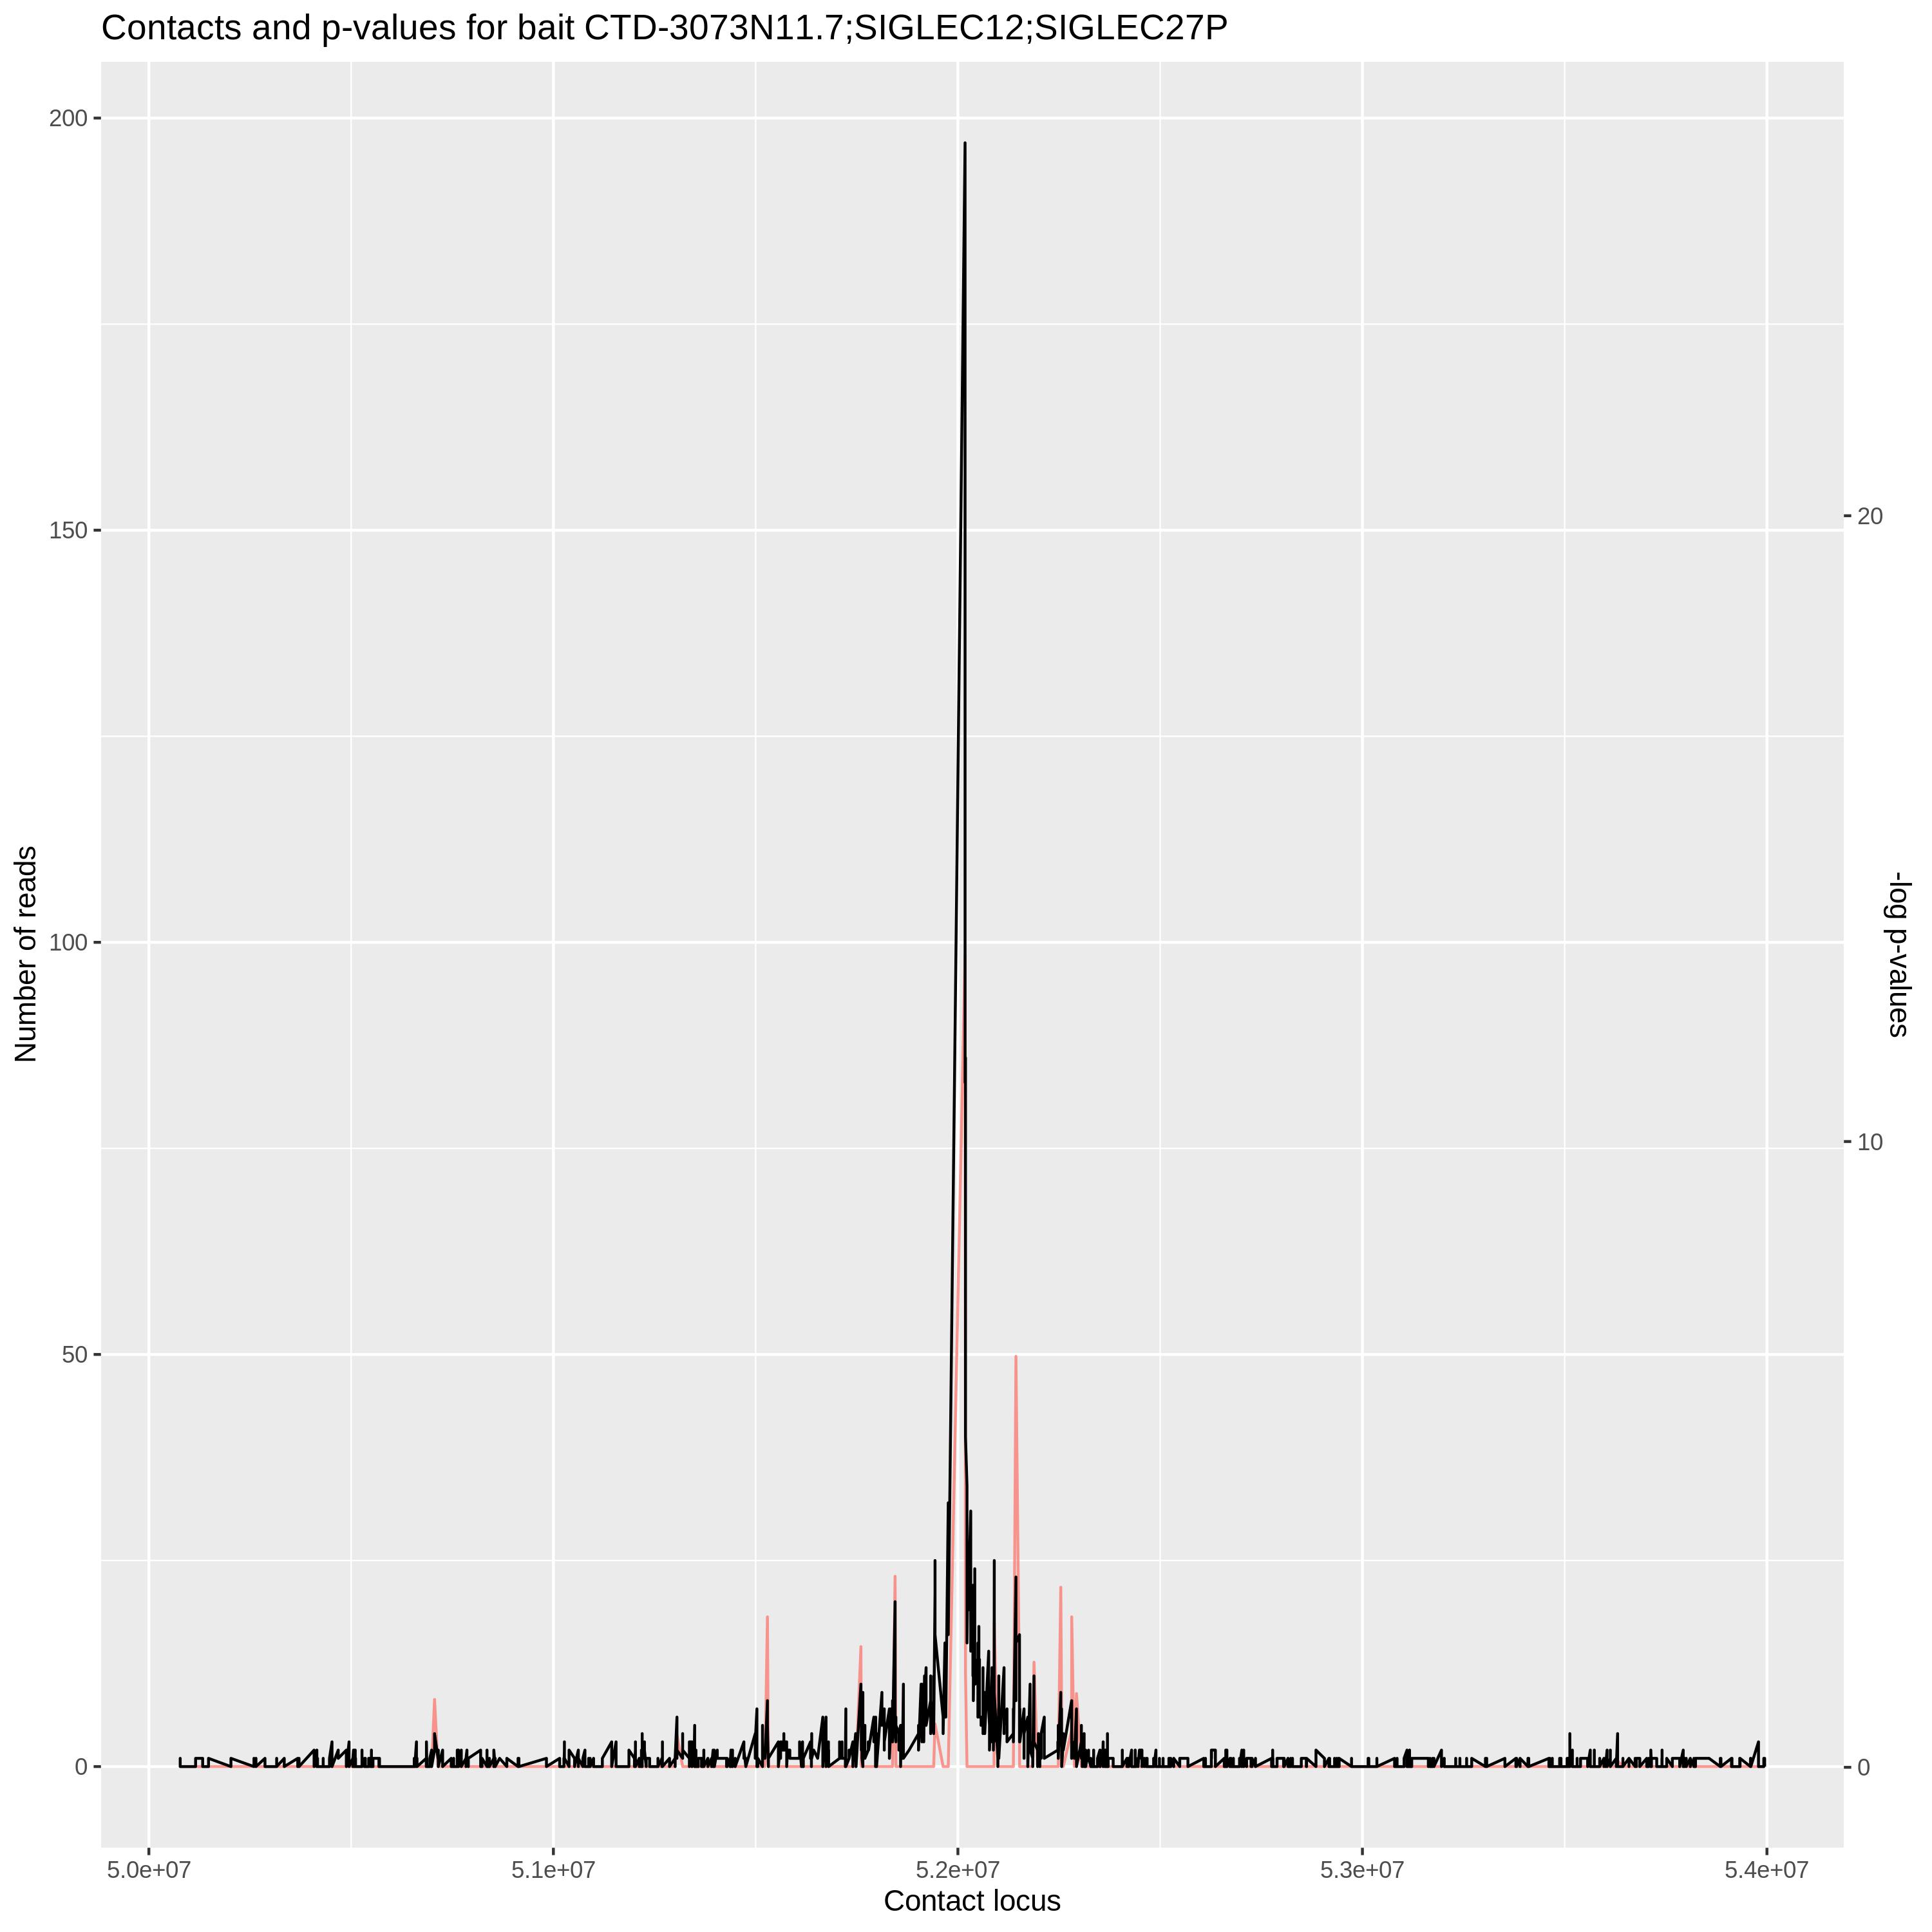 Contacts and p-values for bait CTD-3073N11.7;SIGLEC12;SIGLEC27P
200
150
100
50
0
Number of reads
20
10
0
-log p-values
5.0e+07 5.1e+07 5.2e+07 5.3e+07 5.4e+07
Contact locus